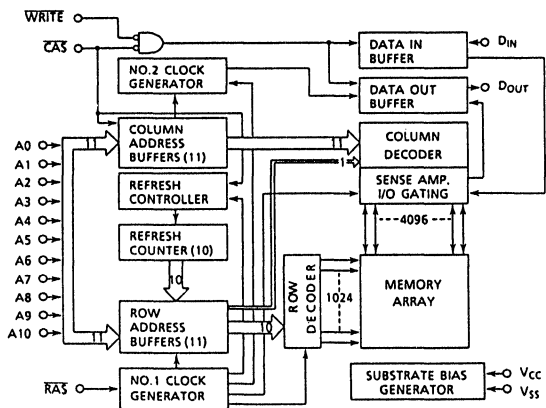 WRITE
CAS
NO.2 CLOCK
GENERATOR
DATA IN
BUFFER
DIN
DATA OUT
BUFFER
DOUT
A0
A1
A2
A3
A4
A5
A6
A7
A8
A9
A10
COLUMN
ADDRESS
BUFFERS (11)
11
11
COLUMN
DECODER
1
SENSE AMP.
I/O GATING
REFRESH
CONTROLLER
REFRESH
COUNTER (10)
10
4096
ROW
ADDRESS
BUFFERS (11)
11
10
ROW
DECODER
1024
MEMORY
ARRAY
RAS
NO.1 CLOCK
GENERATOR
SUBSTRATE BIAS
GENERATOR
VCC
VSS